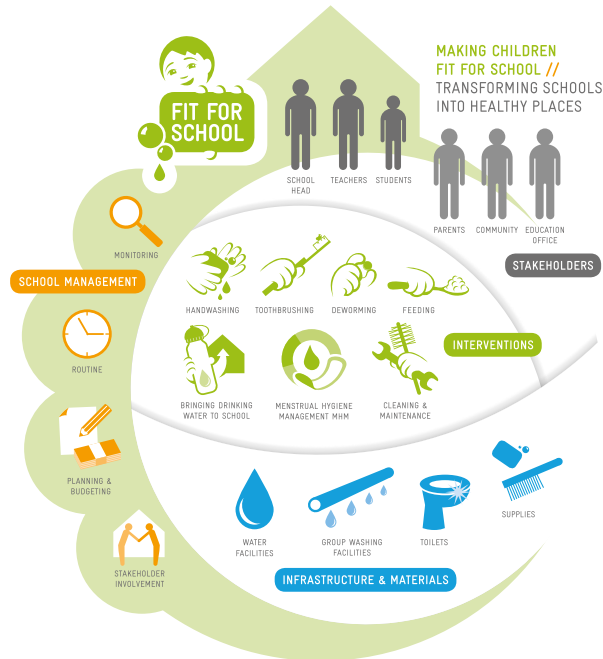 MAKING CHILDREN
FIT FOR SCHOOL //
TRANSFORMING SCHOOLS
INTO HEALTHY PLACES
FIT FOR
SCHOOL
SCHOOL
HEAD
TEACHERS
STUDENTS
PARENTS
COMMUNITY
EDUCATION
OFFICE
STAKEHOLDERS
MONITORING
SCHOOL MANAGEMENT
ROUTINE
PLANNING &
BUDGETING
STAKEHOLDER
INVOLVEMENT
HANDWASHING
TOOTHBRUSHING
DEWORMING
FEEDING
INTERVENTIONS
BRINGING DRINKING
WATER TO SCHOOL
MENSTRUAL HYGIENE
MANAGEMENT MHM
CLEANING &
MAINTENANCE
WATER
FACILITIES
GROUP WASHING
FACILITIES
TOILETS
SUPPLIES
INFRASTRUCTURE & MATERIALS